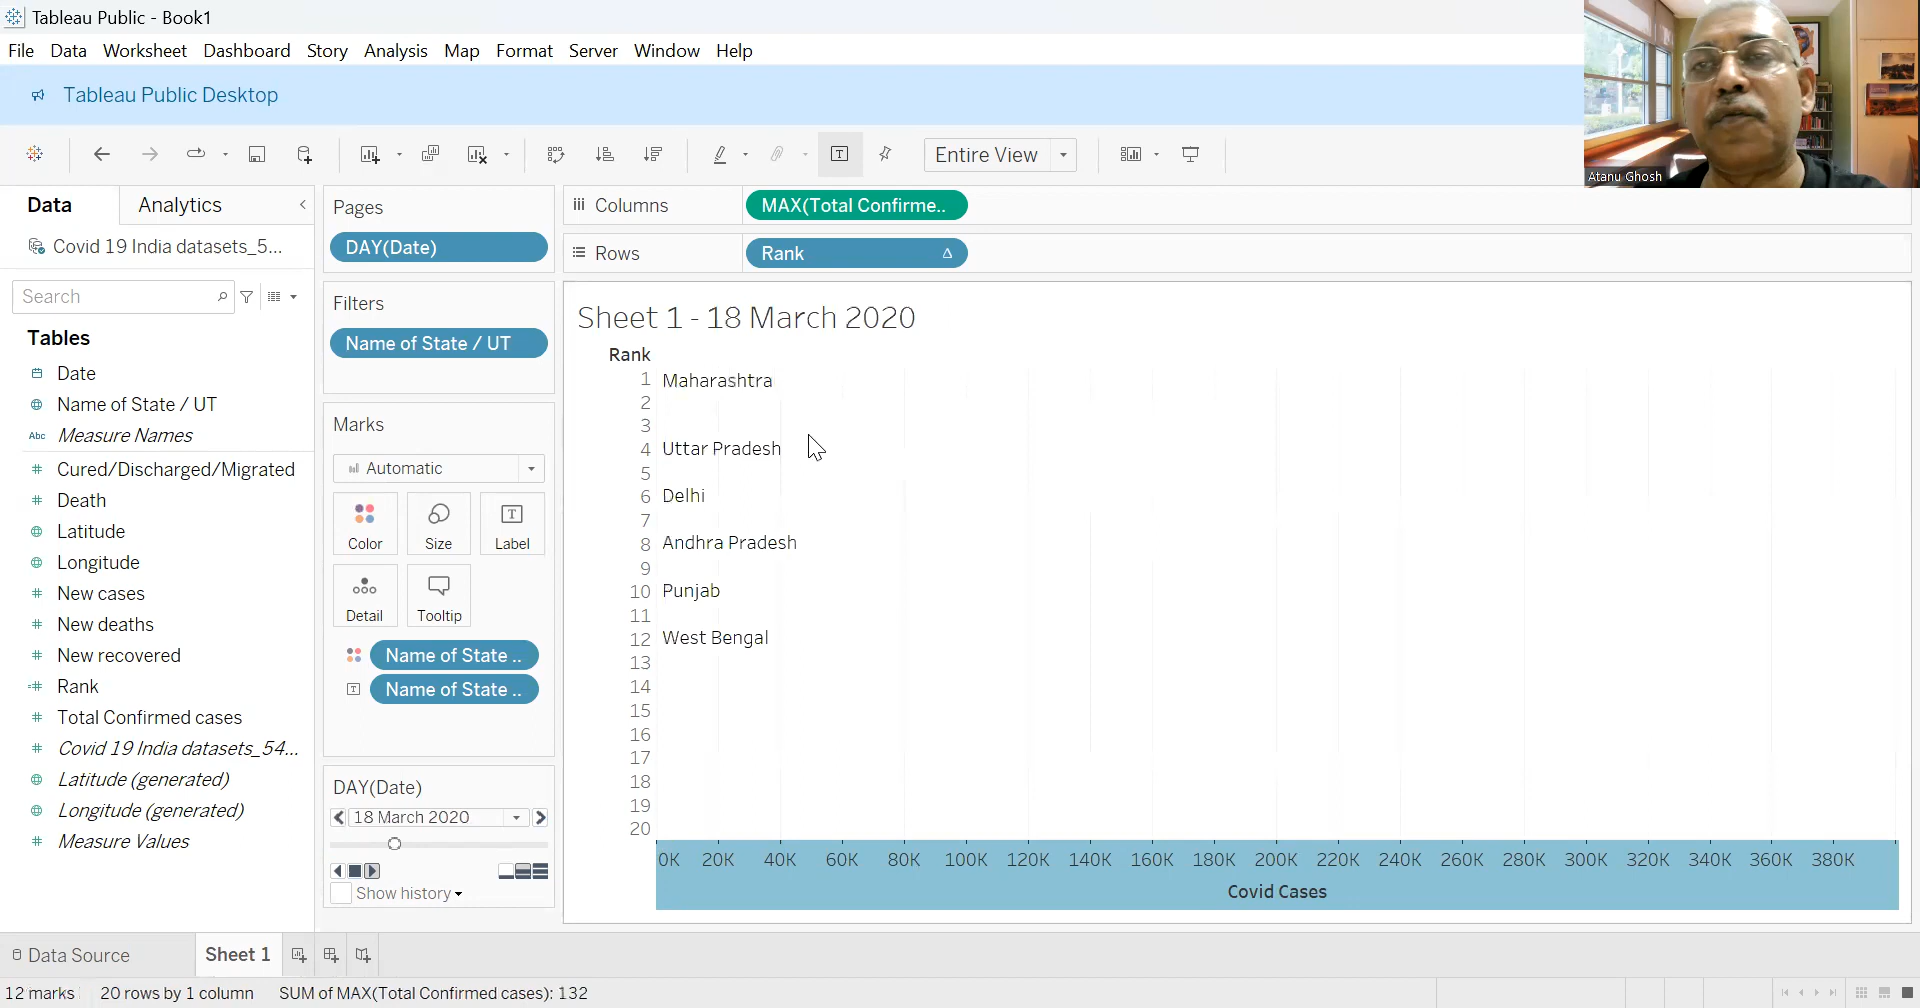 Tableau Public - Book1
File Data Worksheet Dashboard Story Analysis Map Format Server Window Help
Tableau Public Desktop
Entire View
Atanu Ghosh
Data Analytics
Covid 19 India datasets_5...
Search
Tables
Date
Name of State / UT
Abc Measure Names
Cured/Discharged/Migrated
Death
Latitude
Longitude
New cases
New deaths
New recovered
Rank
Total Confirmed cases
Covid 19 India datasets_54...
Latitude (generated)
Longitude (generated)
Measure Values
Pages
DAY(Date)
Filters
Name of State / UT
Marks
Automatic
Color Size Label
Detail Tooltip
Name of State ..
Name of State ..
DAY(Date)
18 March 2020
Show history
Columns MAX(Total Confirme..
Rows Rank
Sheet 1 - 18 March 2020
Rank
1 Maharashtra
2
3
4 Uttar Pradesh
5
6 Delhi
7
8 Andhra Pradesh
9
10 Punjab
11
12 West Bengal
13
14
15
16
17
18
19
20
0K 20K 40K 60K 80K 100K 120K 140K 160K 180K 200K 220K 240K 260K 280K 300K 320K 340K 360K 380K
Covid Cases
Data Source Sheet 1
12 marks 20 rows by 1 column SUM of MAX(Total Confirmed cases): 132